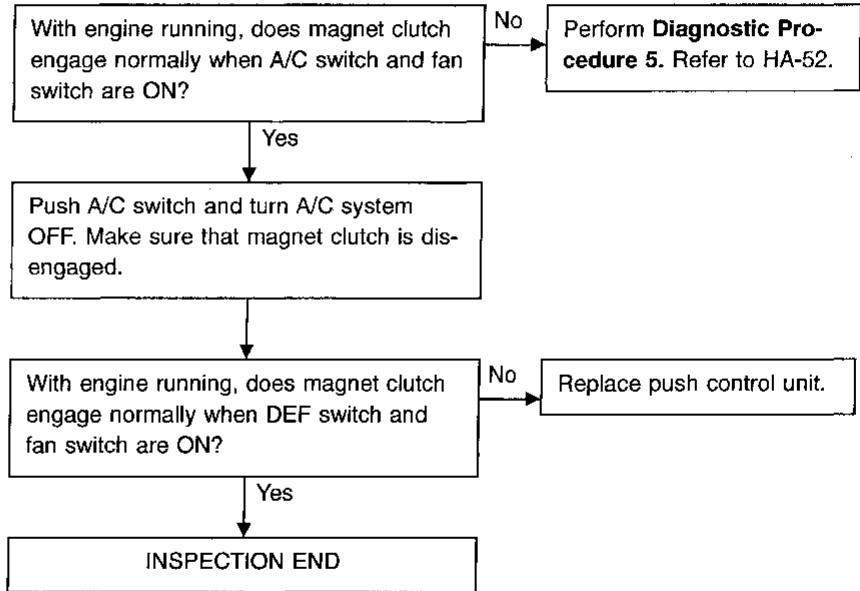 With engine running, does magnet clutch
engage normally when A/C switch and fan
switch are ON?
No
Perform Diagnostic Pro-
cedure 5. Refer to HA-52.
Yes
Push A/C switch and turn A/C system
OFF. Make sure that magnet clutch is dis-
engaged.
With engine running, does magnet clutch
engage normally when DEF switch and
fan switch are ON?
No
Replace push control unit.
Yes
INSPECTION END